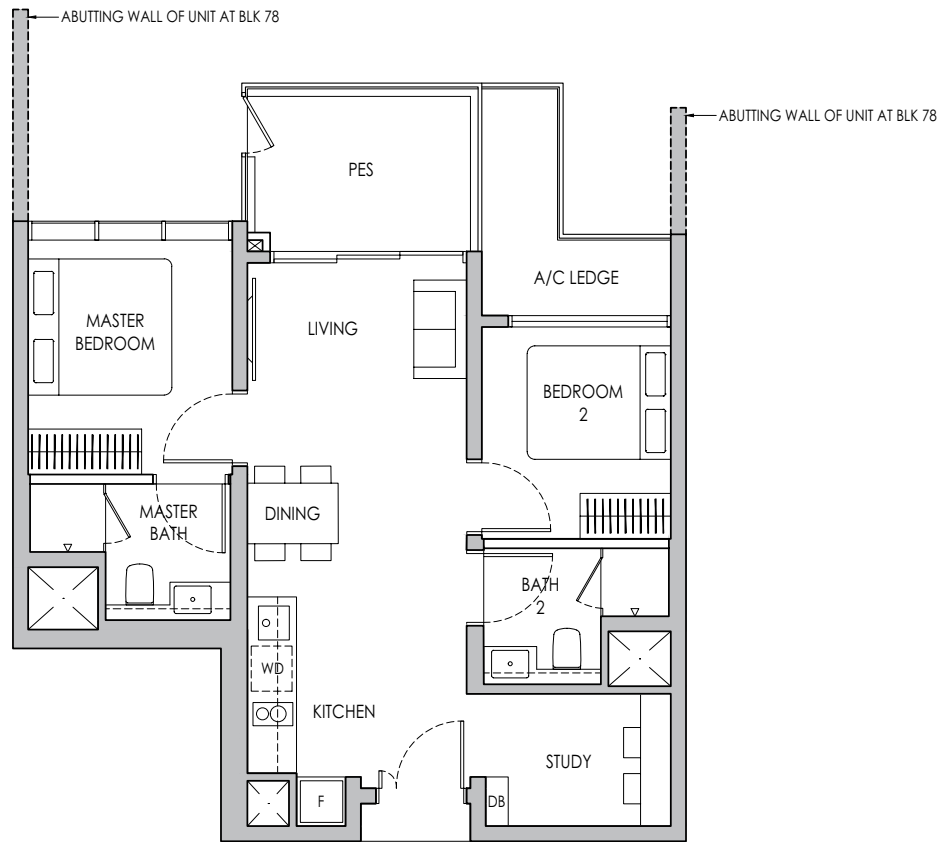 ABUTTING WALL OF UNIT AT BLK 78
ABUTTING WALL OF UNIT AT BLK 78
PES
A/C LEDGE
MASTER
BEDROOM
LIVING
BEDROOM
2
MASTER
BATH
DINING
BATH
2
WD
KITCHEN
STUDY
F
DB